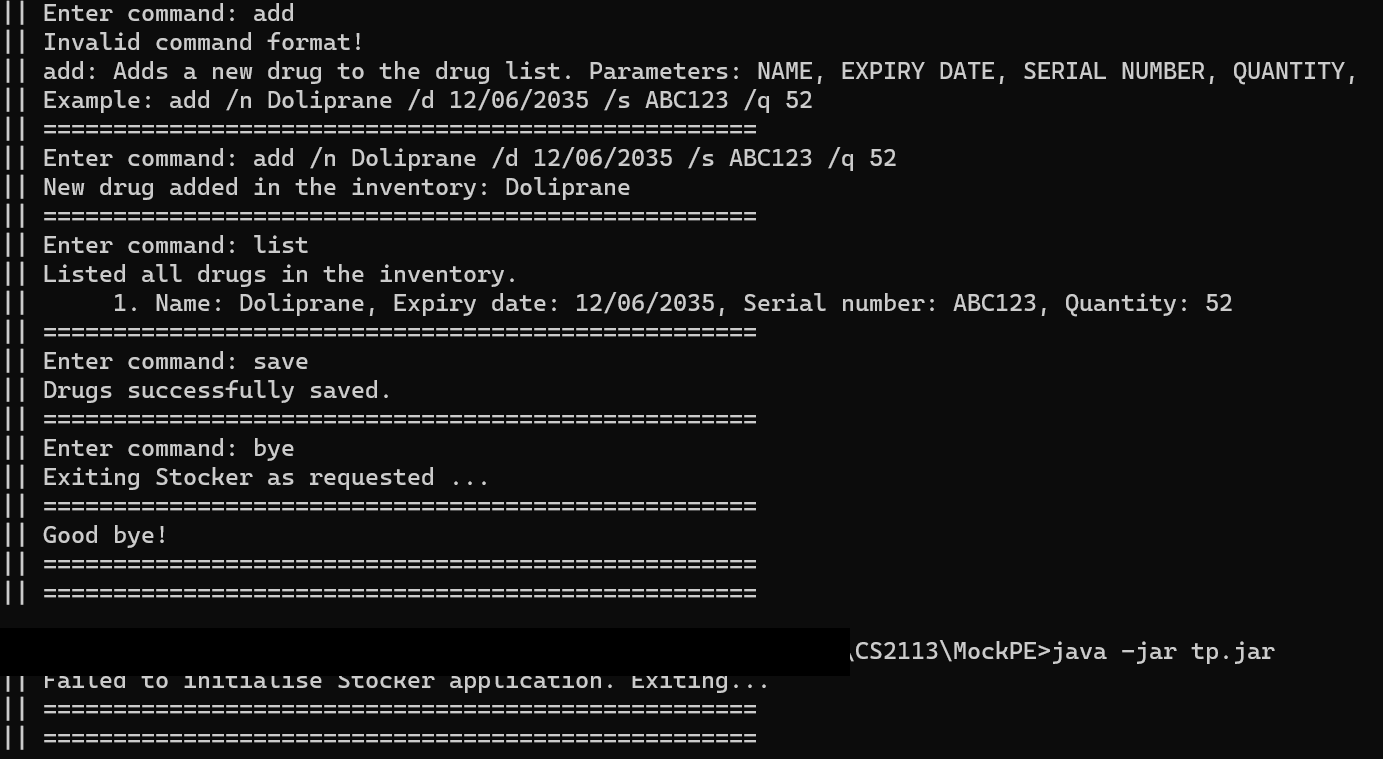 || Enter command: add
|| Invalid command format!
|| add: Adds a new drug to the drug list. Parameters: NAME, EXPIRY DATE, SERIAL NUMBER, QUANTITY,
|| Example: add /n Doliprane /d 12/06/2035 /s ABC123 /q 52
|| ===================================================
|| Enter command: add /n Doliprane /d 12/06/2035 /s ABC123 /q 52
|| New drug added in the inventory: Doliprane
|| ===================================================
|| Enter command: list
|| Listed all drugs in the inventory.
||      1. Name: Doliprane, Expiry date: 12/06/2035, Serial number: ABC123, Quantity: 52
|| ===================================================
|| Enter command: save
|| Drugs successfully saved.
|| ===================================================
|| Enter command: bye
|| Exiting Stocker as requested ...
|| ===================================================
|| Good bye!
|| ===================================================
|| ===================================================
\CS2113\MockPE>java -jar tp.jar
|| Failed to initialise Stocker application. Exiting...
|| ===================================================
|| ===================================================